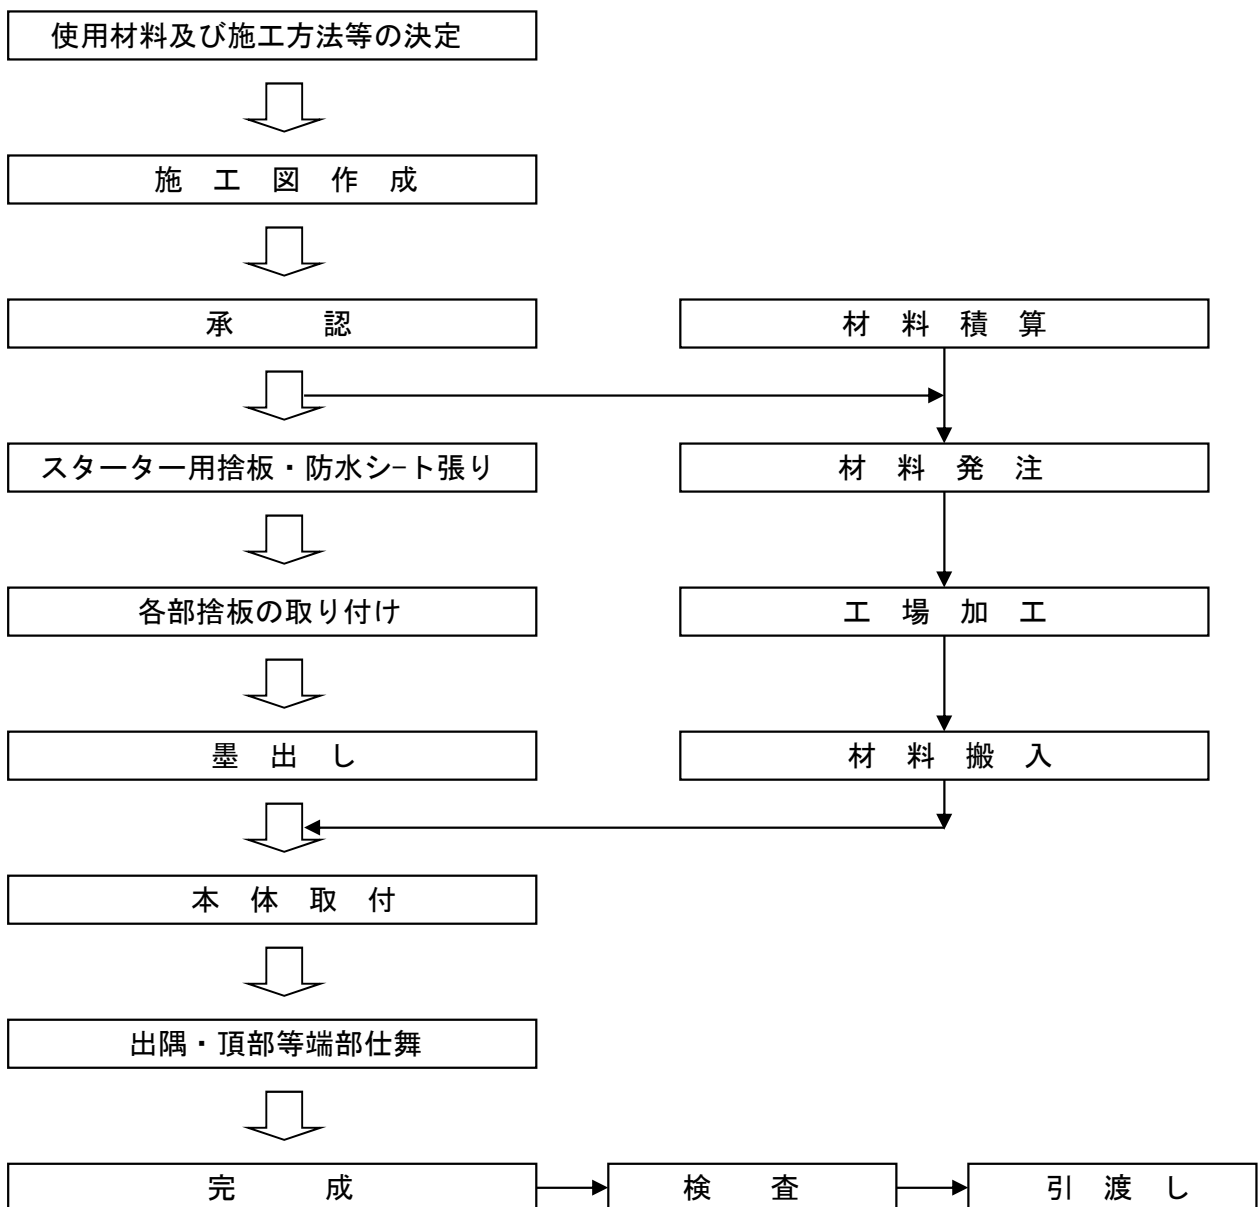 使用材料及び施工方法等の決定
施 工 図 作 成
承 認
材 料 積 算
スターター用捨板・防水シ−ト張り
材 料 発 注
各部捨板の取り付け
工 場 加 工
墨 出 し
材 料 搬 入
本 体 取 付
出隅・頂部等端部仕舞
完 成
検 査
引 渡 し